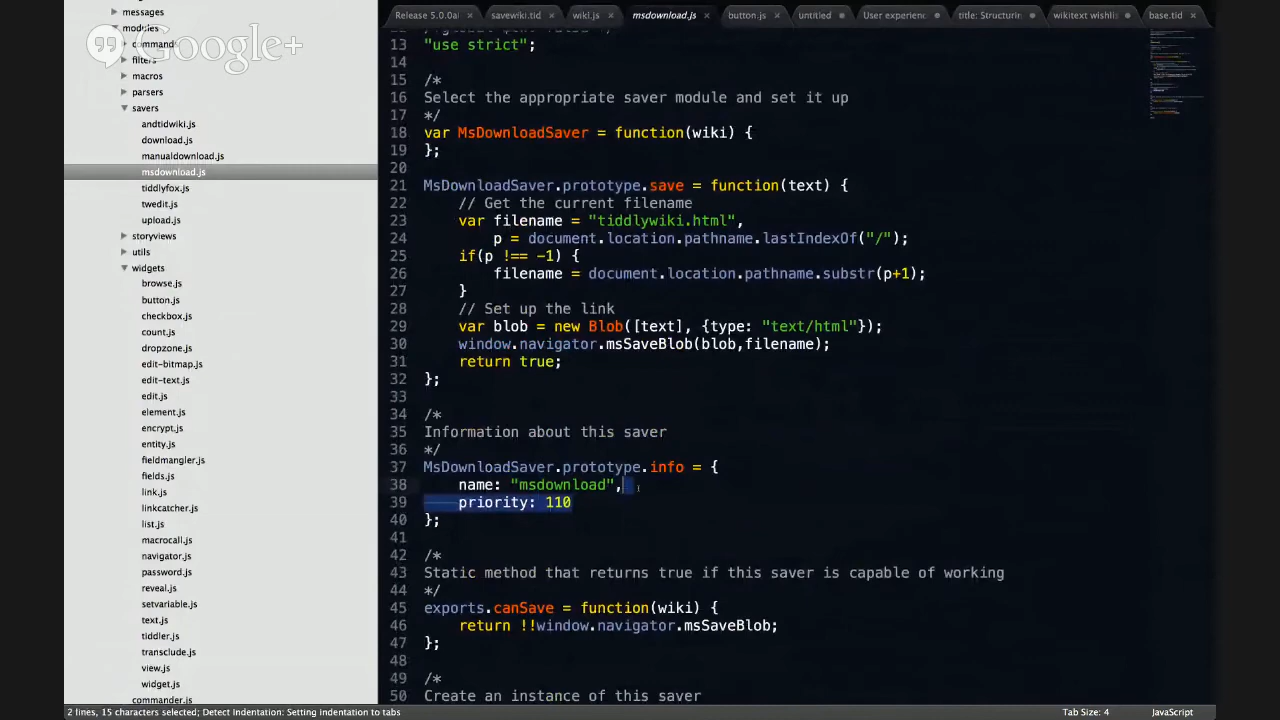 messages
modules
commands
filters
macros
parsers
savers
andtidwiki.js
download.js
manualdownload.js
msdownload.js
tiddlyfox.js
twedit.js
upload.js
storyviews
utils
widgets
browse.js
button.js
checkbox.js
count.js
dropzone.js
edit-bitmap.js
edit-text.js
edit.js
element.js
encrypt.js
entity.js
fieldmangler.js
fields.js
link.js
linkcatcher.js
list.js
macrocall.js
navigator.js
password.js
reveal.js
setvariable.js
text.js
tiddler.js
transclude.js
view.js
widget.js
commander.js
Google+
Release 5.0.0al × savewiki.tid × wiki.js × msdownload.js × button.js × untitled User experienc title: Structurin wikitext wishli base.tid ×
13 "use strict";
14
15 /*
16 Select the appropriate saver module and set it up
17 */
18 var MsDownloadSaver = function(wiki) {
19 };
20
21 MsDownloadSaver.prototype.save = function(text) {
22 // Get the current filename
23 var filename = "tiddlywiki.html",
24 p = document.location.pathname.lastIndexOf("/");
25 if(p !== -1) {
26 filename = document.location.pathname.substr(p+1);
27 }
28 // Set up the link
29 var blob = new Blob([text], {type: "text/html"});
30 window.navigator.msSaveBlob(blob,filename);
31 return true;
32 };
33
34 /*
35 Information about this saver
36 */
37 MsDownloadSaver.prototype.info = {
38 name: "msdownload",
39 priority: 110
40 };
41
42 /*
43 Static method that returns true if this saver is capable of working
44 */
45 exports.canSave = function(wiki) {
46 return !!window.navigator.msSaveBlob;
47 };
48
49 /*
50 Create an instance of this saver
2 lines, 15 characters selected; Detect Indentation: Setting indentation to tabs
Tab Size: 4 JavaScript